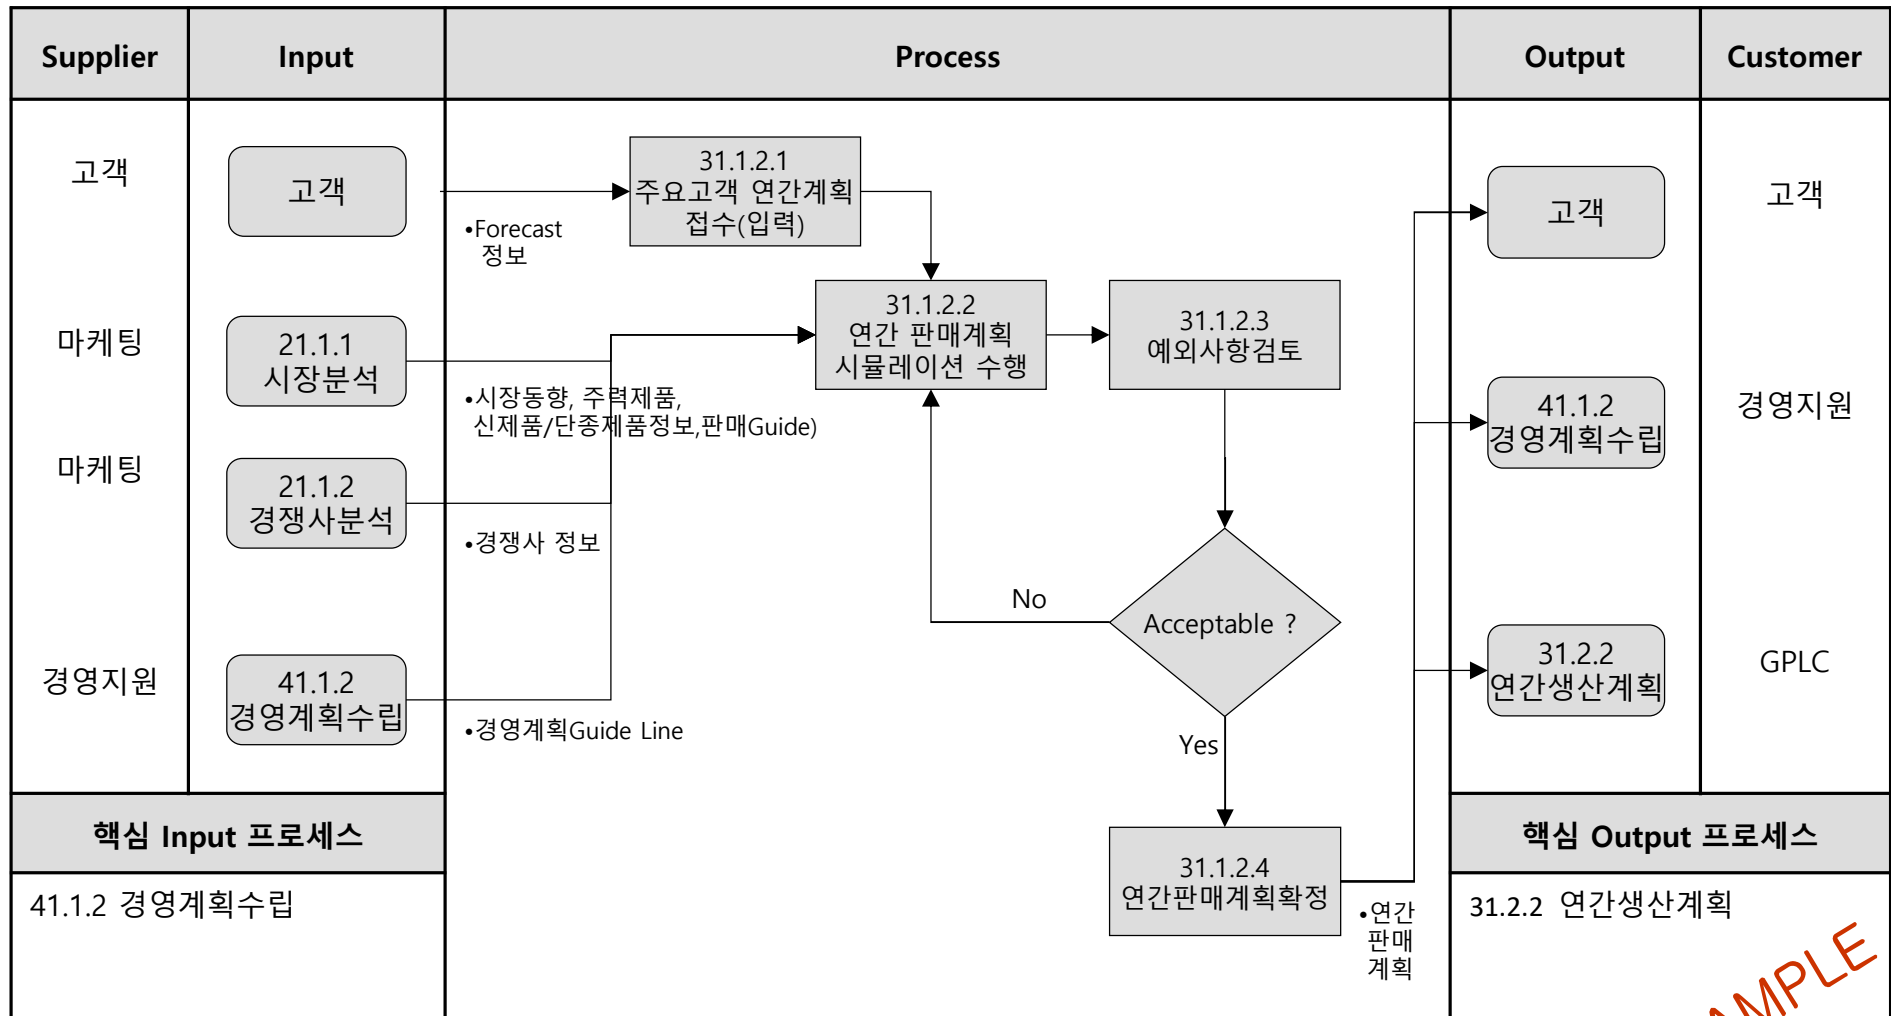 Supplier
Input
Process
Output
Customer
고객
마케팅
마케팅
경영지원
고객
21.1.1
시장분석
21.1.2
경쟁사분석
41.1.2
경영계획수립
•Forecast
정보
•시장동향, 주력제품,
신제품/단종제품정보,판매Guide)
•경쟁사 정보
•경영계획Guide Line
31.1.2.1
주요고객 연간계획
접수(입력)
31.1.2.2
연간 판매계획
시뮬레이션 수행
31.1.2.3
예외사항검토
Acceptable ?
No
Yes
31.1.2.4
연간판매계획확정
•연간
판매
계획
고객
41.1.2
경영계획수립
31.2.2
연간생산계획
고객
경영지원
GPLC
핵심 Input 프로세스
41.1.2 경영계획수립
핵심 Output 프로세스
31.2.2 연간생산계획
AMPLE